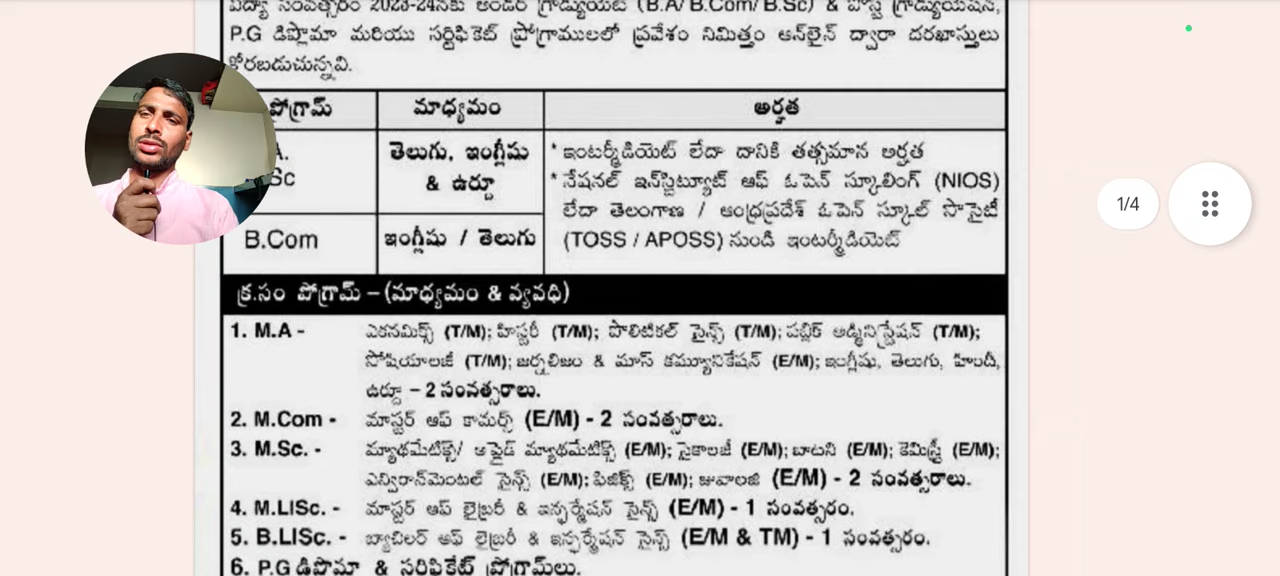 విద్యా సంవత్సరం 2023-24నకు అండర్ గ్రాడ్యుయేట్ (B.A/ B.Com/ B.Sc) & పోస్ట్ గ్రాడ్యుయేషన్,
P.G డిప్లొమా మరియు సర్టిఫికెట్ ప్రోగ్రాములలో ప్రవేశం నిమిత్తం ఆన్‌లైన్ ద్వారా దరఖాస్తులు
కోరబడుచున్నవి.
ప్రోగ్రామ్ మాధ్యమం అర్హత
A. తెలుగు, ఇంగ్లీషు * ఇంటర్మీడియెట్ లేదా దానికి తత్సమాన అర్హత
Sc & ఉర్దూ * నేషనల్ ఇన్‌స్టిట్యూట్ ఆఫ్ ఓపెన్ స్కూలింగ్ (NIOS)
లేదా తెలంగాణ / ఆంధ్రప్రదేశ్ ఓపెన్ స్కూల్ సొసైటీ
B.Com ఇంగ్లీషు / తెలుగు (TOSS / APOSS) నుండి ఇంటర్మీడియెట్
1/4
క్ర.సం ప్రోగ్రామ్ – (మాధ్యమం & వ్యవధి)
1. M.A - ఎకనమిక్స్ (T/M); హిస్టరీ (T/M); పొలిటికల్ సైన్స్ (T/M); పబ్లిక్ అడ్మినిస్ట్రేషన్ (T/M);
సోషియాలజీ (T/M); జర్నలిజం & మాస్ కమ్యూనికేషన్ (E/M); ఇంగ్లీషు, తెలుగు, హిందీ,
ఉర్దూ – 2 సంవత్సరాలు.
2. M.Com - మాస్టర్ ఆఫ్ కామర్స్ (E/M) - 2 సంవత్సరాలు.
3. M.Sc. - మ్యాథమేటిక్స్/ అప్లైడ్ మ్యాథమేటిక్స్ (E/M); సైకాలజీ (E/M); బాటని (E/M); కెమిస్ట్రీ (E/M);
ఎన్విరాన్‌మెంటల్ సైన్స్ (E/M); ఫిజిక్స్ (E/M); జువాలజి (E/M) - 2 సంవత్సరాలు.
4. M.LISc. - మాస్టర్ ఆఫ్ లైబ్రరీ & ఇన్ఫర్మేషన్ సైన్స్ (E/M) - 1 సంవత్సరం.
5. B.LISc. - బ్యాచిలర్ ఆఫ్ లైబ్రరీ & ఇన్ఫర్మేషన్ సైన్స్ (E/M & TM) - 1 సంవత్సరం.
6. P.G డిప్లొమా & సర్టిఫికేట్ ప్రోగ్రామ్‌లు.